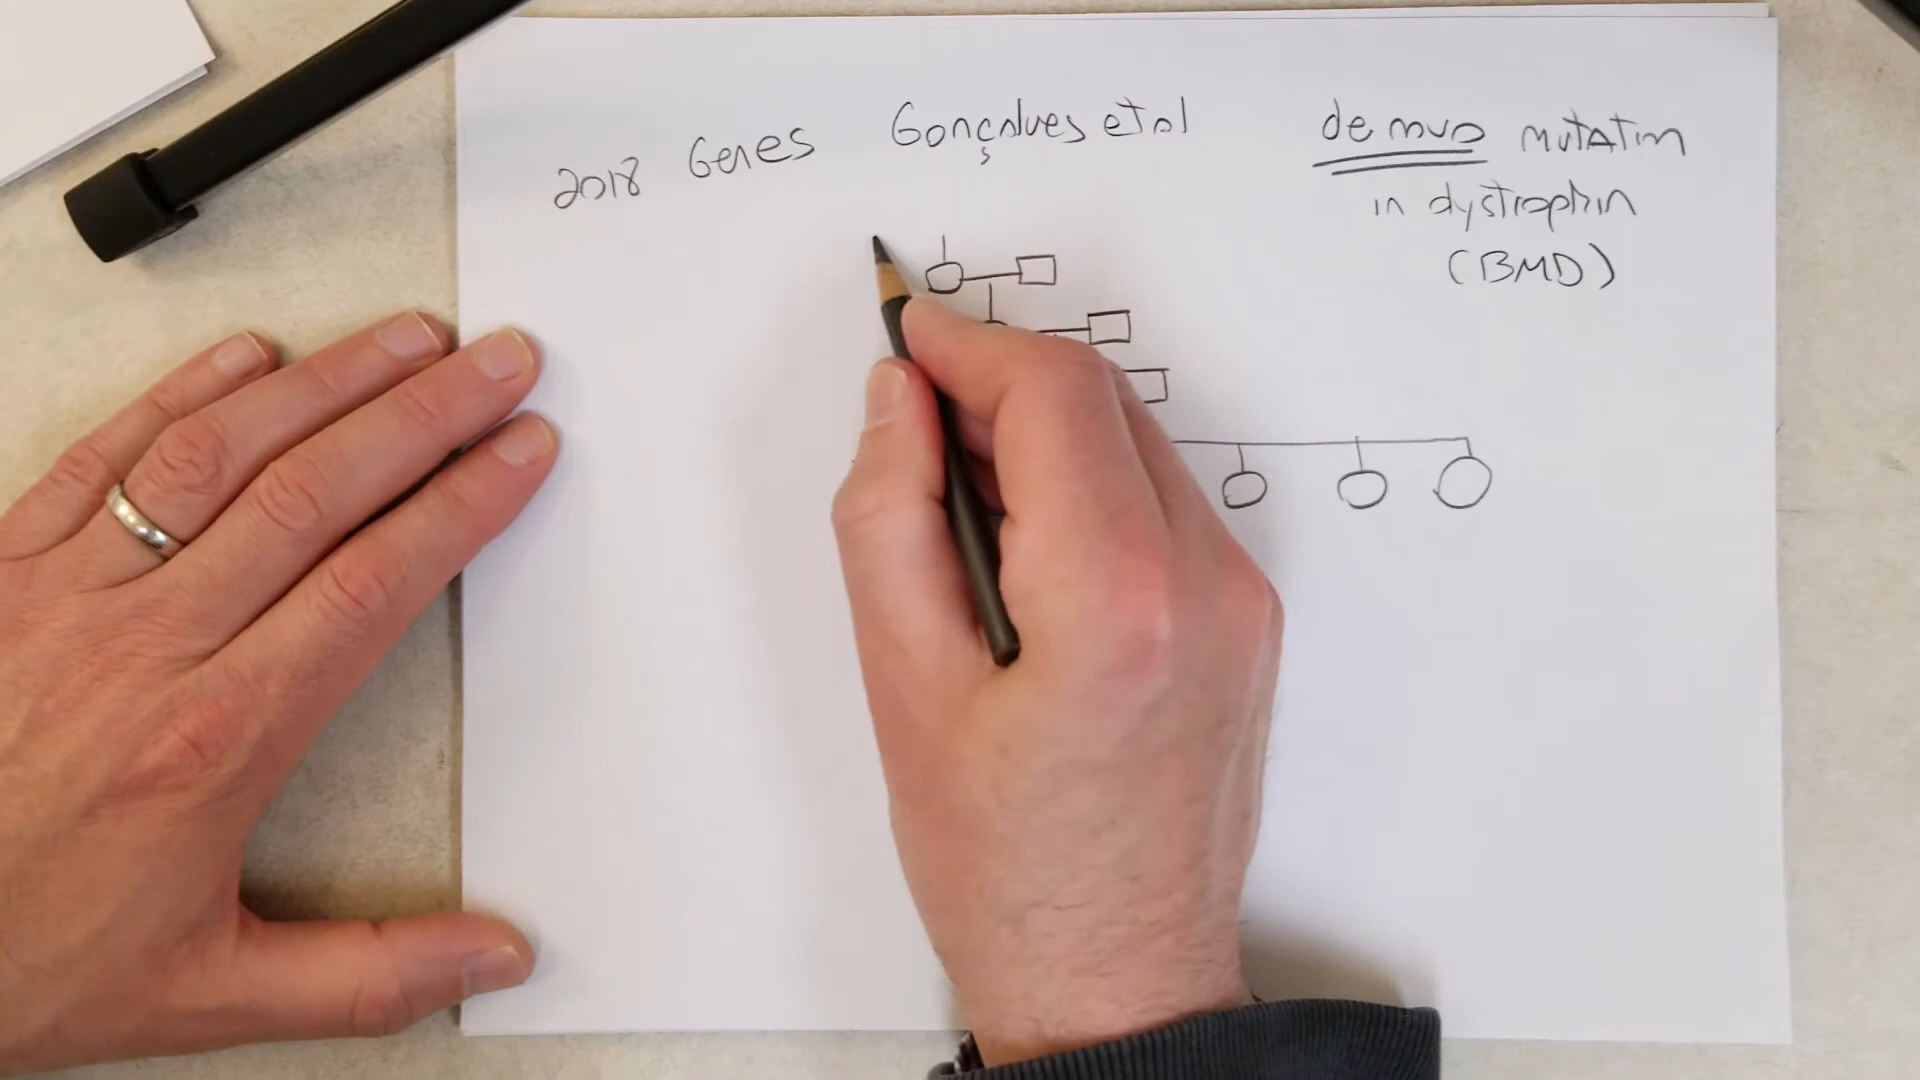 2018 Genes Gonçalves et al
de novo mutation
in dystrophin
(BMD)